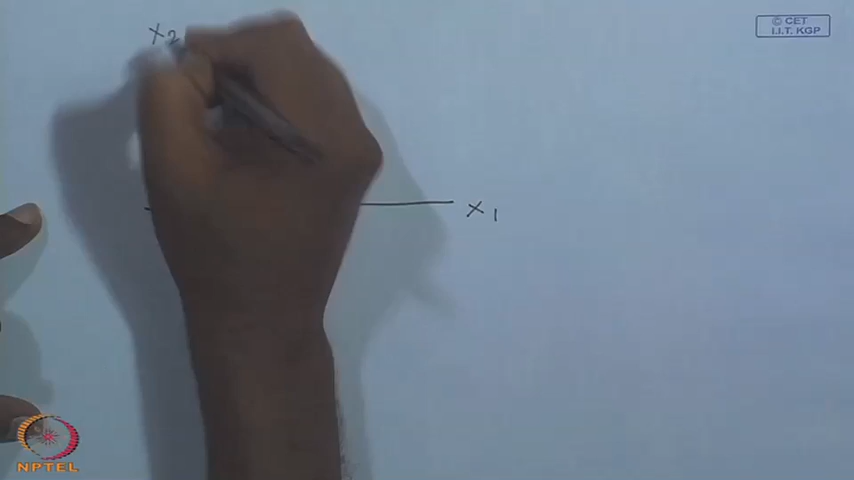 X2
© CET
I.I.T. KGP
X1
NPTEL